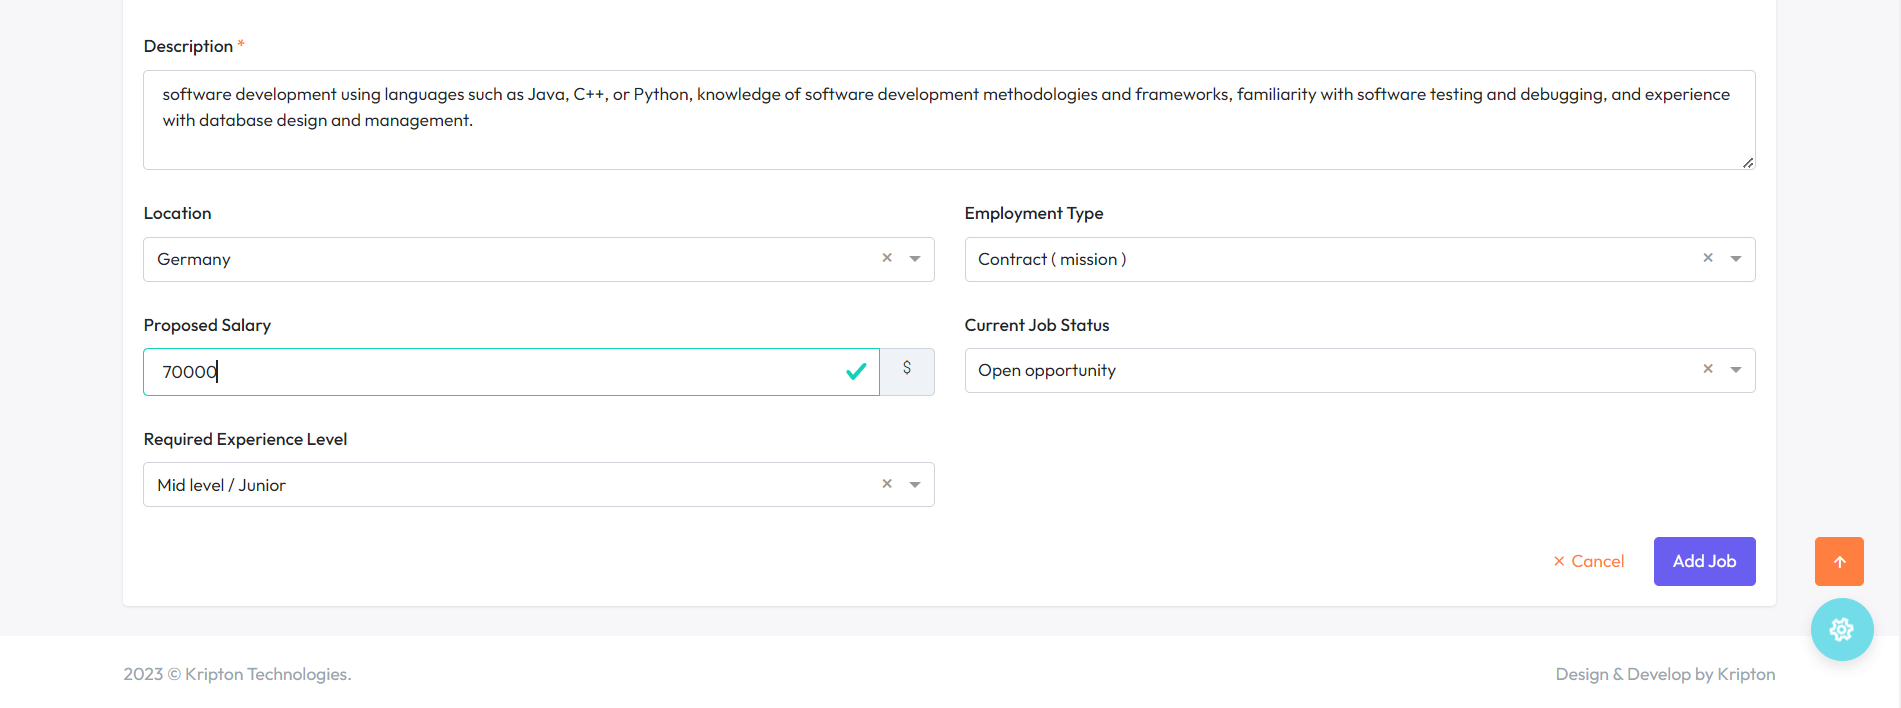 Description *
software development using languages such as Java, C++, or Python, knowledge of software development methodologies and frameworks, familiarity with software testing and debugging, and experience
with database design and management.
Location
Employment Type
Germany
Contract ( mission )
Proposed Salary
Current Job Status
70000
$
Open opportunity
Required Experience Level
Mid level / Junior
× Cancel
Add Job
2023 © Kripton Technologies.
Design & Develop by Kripton